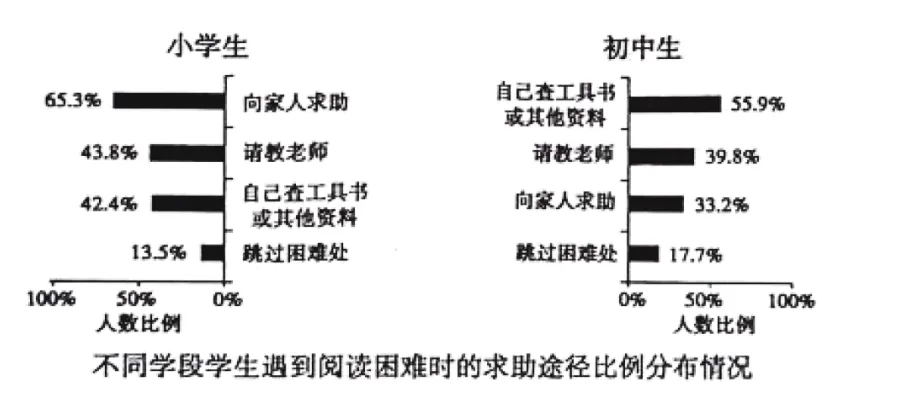 小学生
65.3% 向家人求助
43.8% 请教老师
42.4% 自己查工具书
或其他资料
13.5% 跳过困难处
100% 50% 0%
人数比例
初中生
自己查工具书
或其他资料 55.9%
请教老师 39.8%
向家人求助 33.2%
跳过困难处 17.7%
0% 50% 100%
人数比例
不同学段学生遇到阅读困难时的求助途径比例分布情况